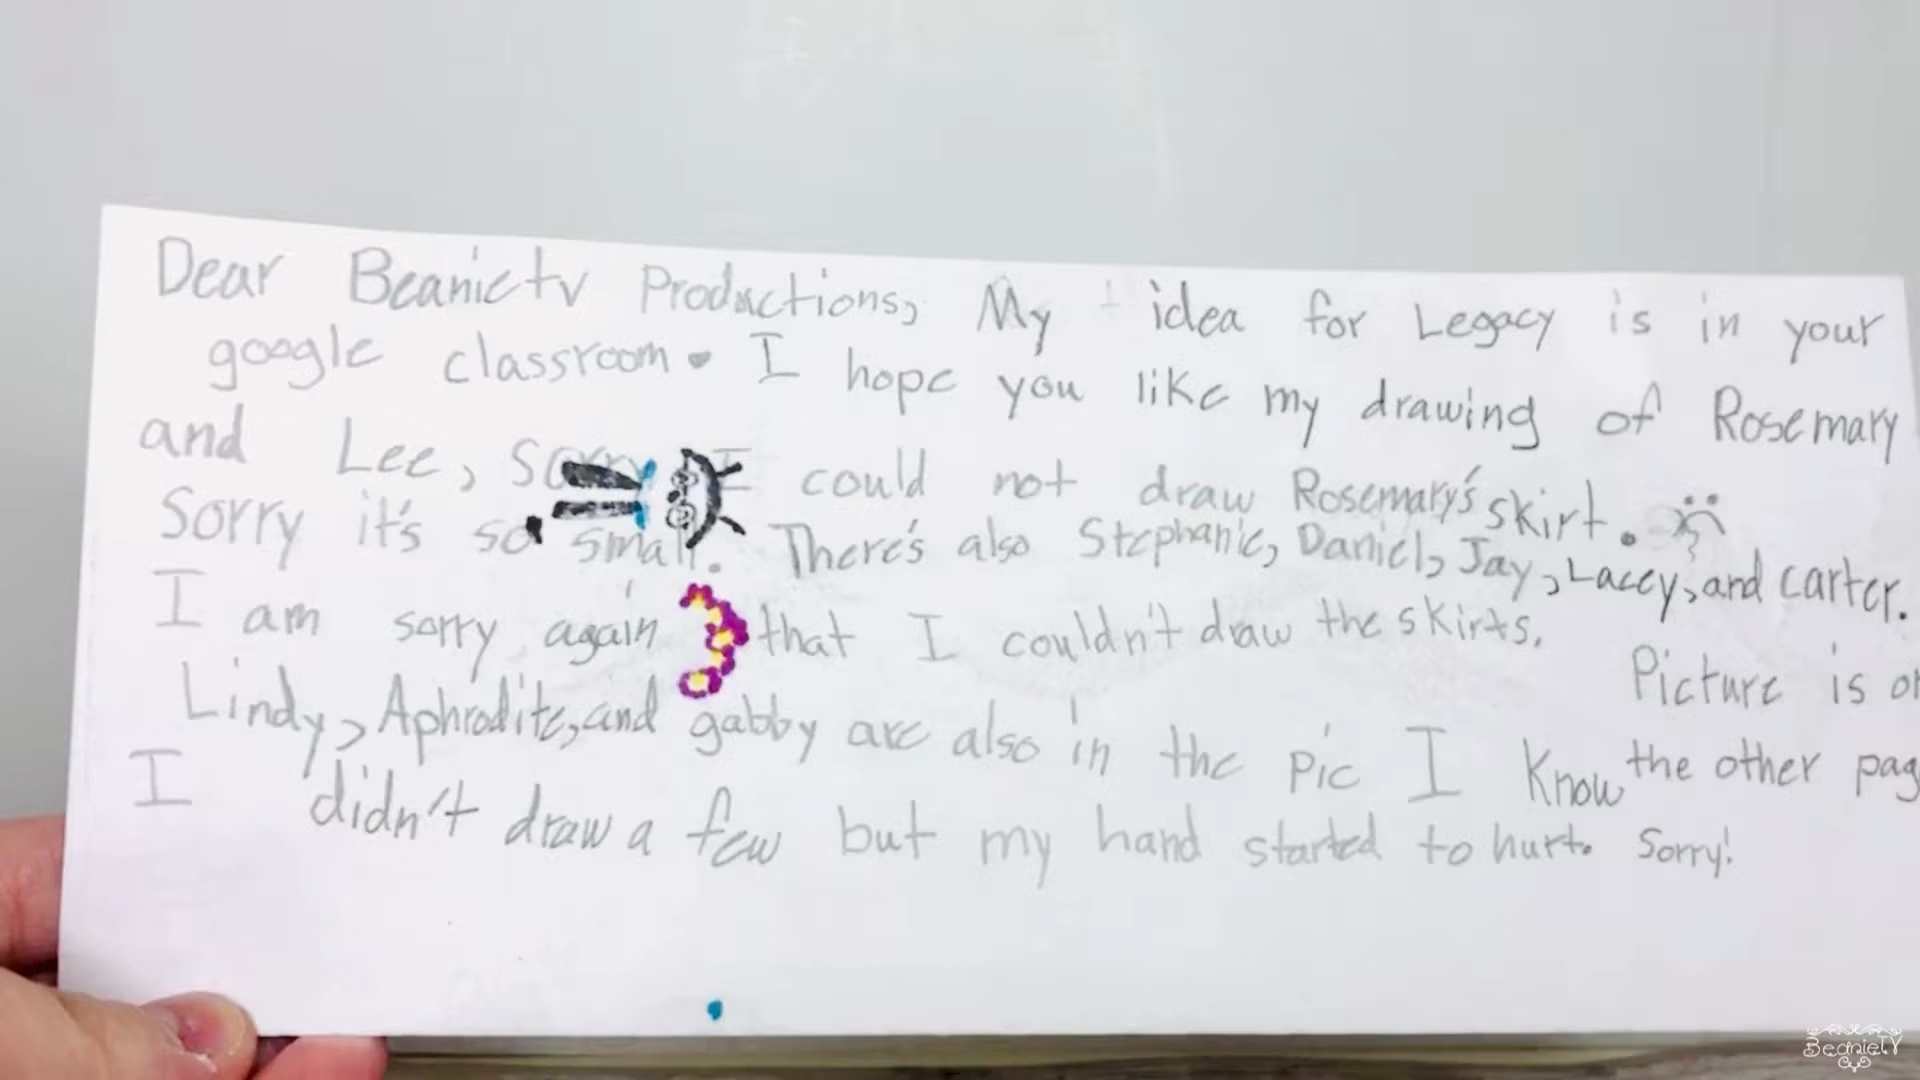 Dear Beanietv Productions, My idea for Legacy is in your
google classroom. I hope you like my drawing of Rosemary
and Lee, Sorry I could not draw Rosemary's skirt.
Sorry it's so small. There's also Stephanie, Daniel, Jay, Lacey, and Carter.
I am sorry again that I couldn't draw the skirts.
Picture is
Lindy, Aphrodite, and gabby are also in the pic I know
the other
I didn't draw a few but my hand started to hurt. Sorry!
BeanieTV